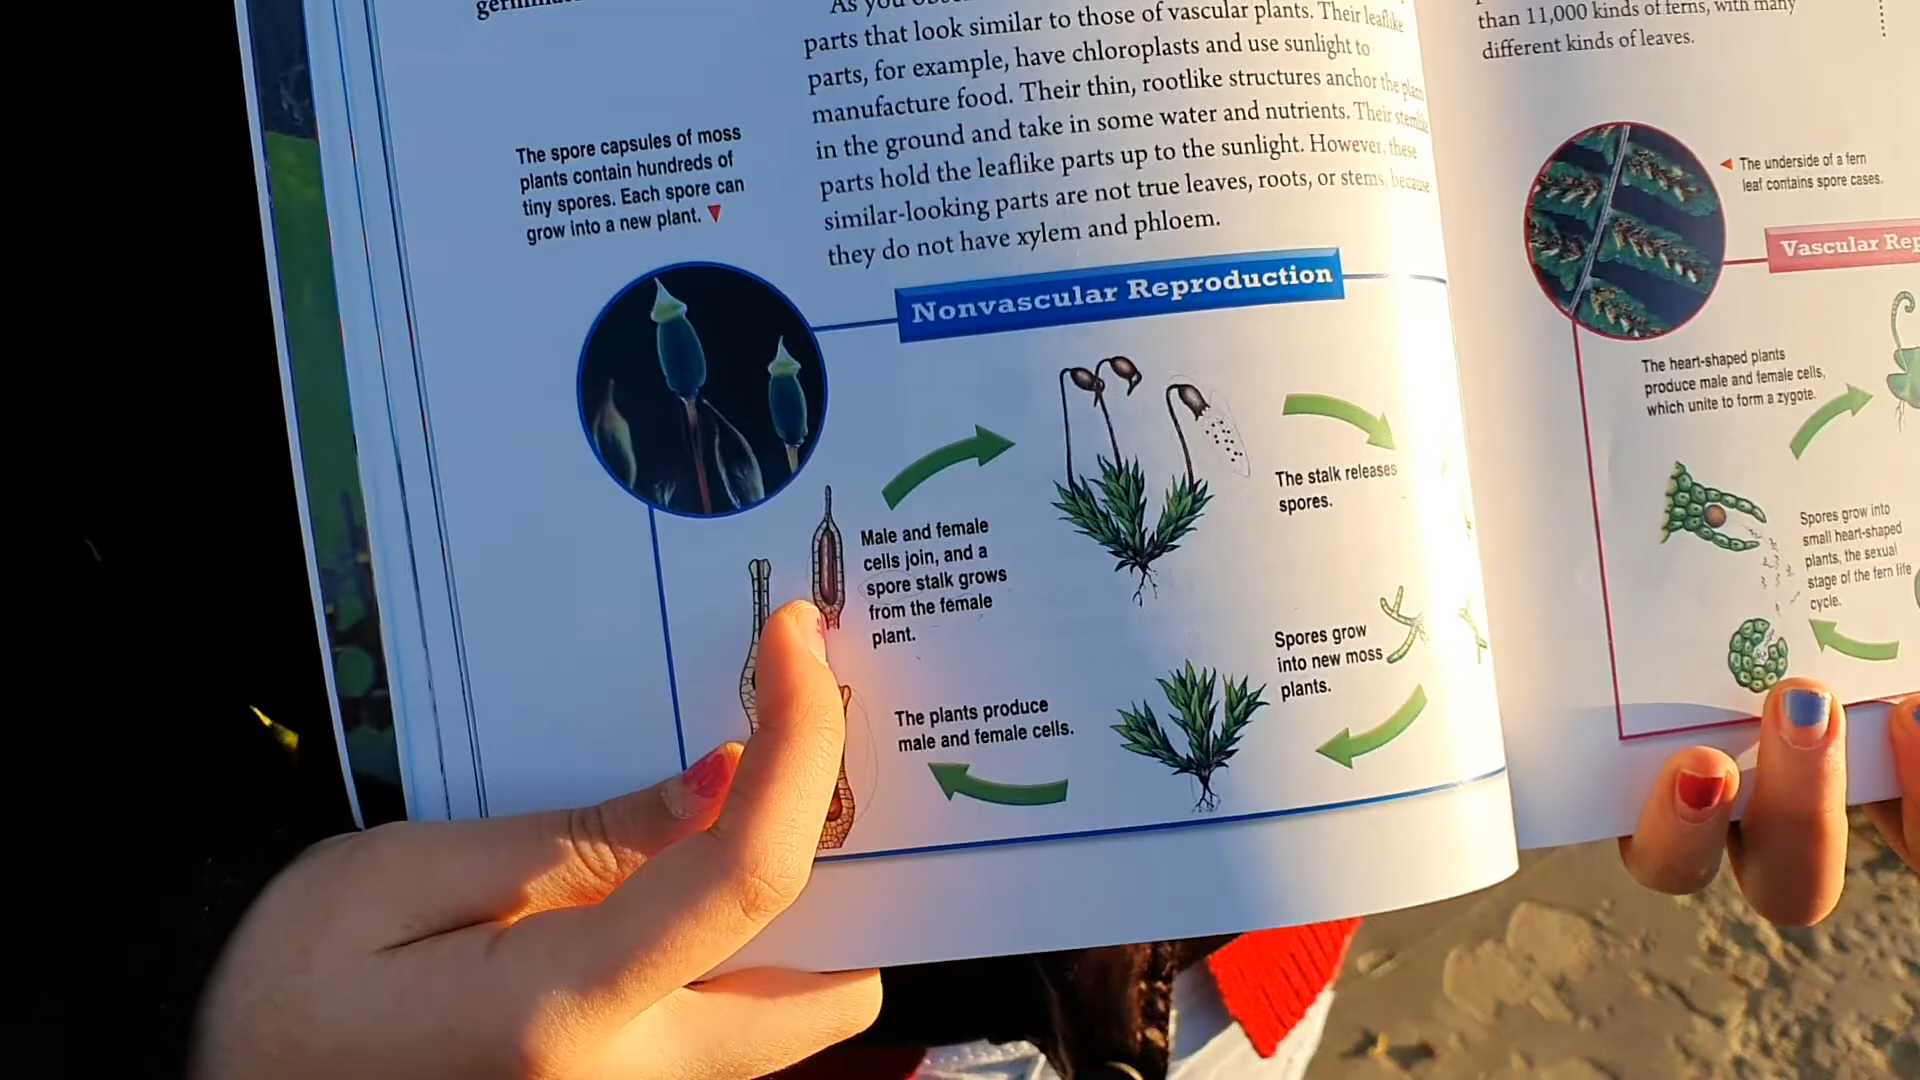 As you
parts that look similar to those of vascular plants. Their leaflike
parts, for example, have chloroplasts and use sunlight to
manufacture food. Their thin, rootlike structures anchor the plant
in the ground and take in some water and nutrients. Their stemlike
parts hold the leaflike parts up to the sunlight. However, these
similar-looking parts are not true leaves, roots, or stems, because
they do not have xylem and phloem.
The spore capsules of moss
plants contain hundreds of
tiny spores. Each spore can
grow into a new plant.
Nonvascular Reproduction
Male and female
cells join, and a
spore stalk grows
from the female
plant.
The stalk releases
spores.
Spores grow
into new moss
plants.
The plants produce
male and female cells.
than 11,000 kinds of ferns, with many
different kinds of leaves.
The underside of a fern
leaf contains spore cases.
Vascular
The heart-shaped plants
produce male and female cells,
which unite to form a zygote.
Spores grow into
small heart-shaped
plants, the sexual
stage of the fern life
cycle.